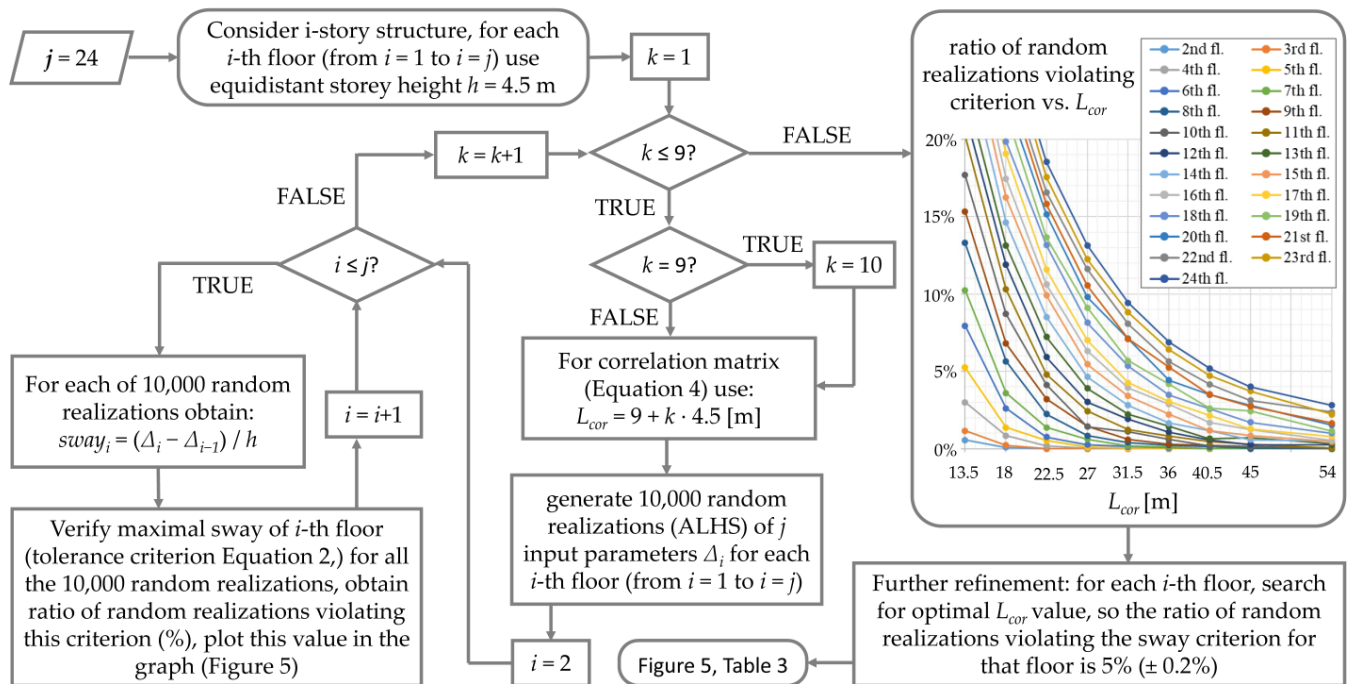 j = 24
Consider i-story structure, for each
i-th floor (from i = 1 to i = j) use
equidistant storey height h = 4.5 m
k = 1
k ≤ 9?
FALSE
TRUE
k = k+1
FALSE
k = 9?
TRUE
k = 10
FALSE
i ≤ j?
TRUE
For correlation matrix
(Equation 4) use:
L_cor = 9 + k · 4.5 [m]
generate 10,000 random
realizations (ALHS) of j
input parameters Δ_i for each
i-th floor (from i = 1 to i = j)
i = 2
For each of 10,000 random
realizations obtain:
sway_i = (Δ_i − Δ_i−1) / h
i = i+1
Verify maximal sway of i-th floor
(tolerance criterion Equation 2,) for all
the 10,000 random realizations, obtain
ratio of random realizations violating
this criterion (%), plot this value in the
graph (Figure 5)
ratio of random
realizations violating
criterion vs. L_cor
2nd fl. 3rd fl.
4th fl. 5th fl.
6th fl. 7th fl.
8th fl. 9th fl.
10th fl. 11th fl.
12th fl. 13th fl.
14th fl. 15th fl.
16th fl. 17th fl.
18th fl. 19th fl.
20th fl. 21st fl.
22nd fl. 23rd fl.
24th fl.
20%
15%
10%
5%
0%
13.5 18 22.5 27 31.5 36 40.5 45 54
L_cor [m]
Further refinement: for each i-th floor, search
for optimal L_cor value, so the ratio of random
realizations violating the sway criterion for
that floor is 5% (± 0.2%)
Figure 5, Table 3